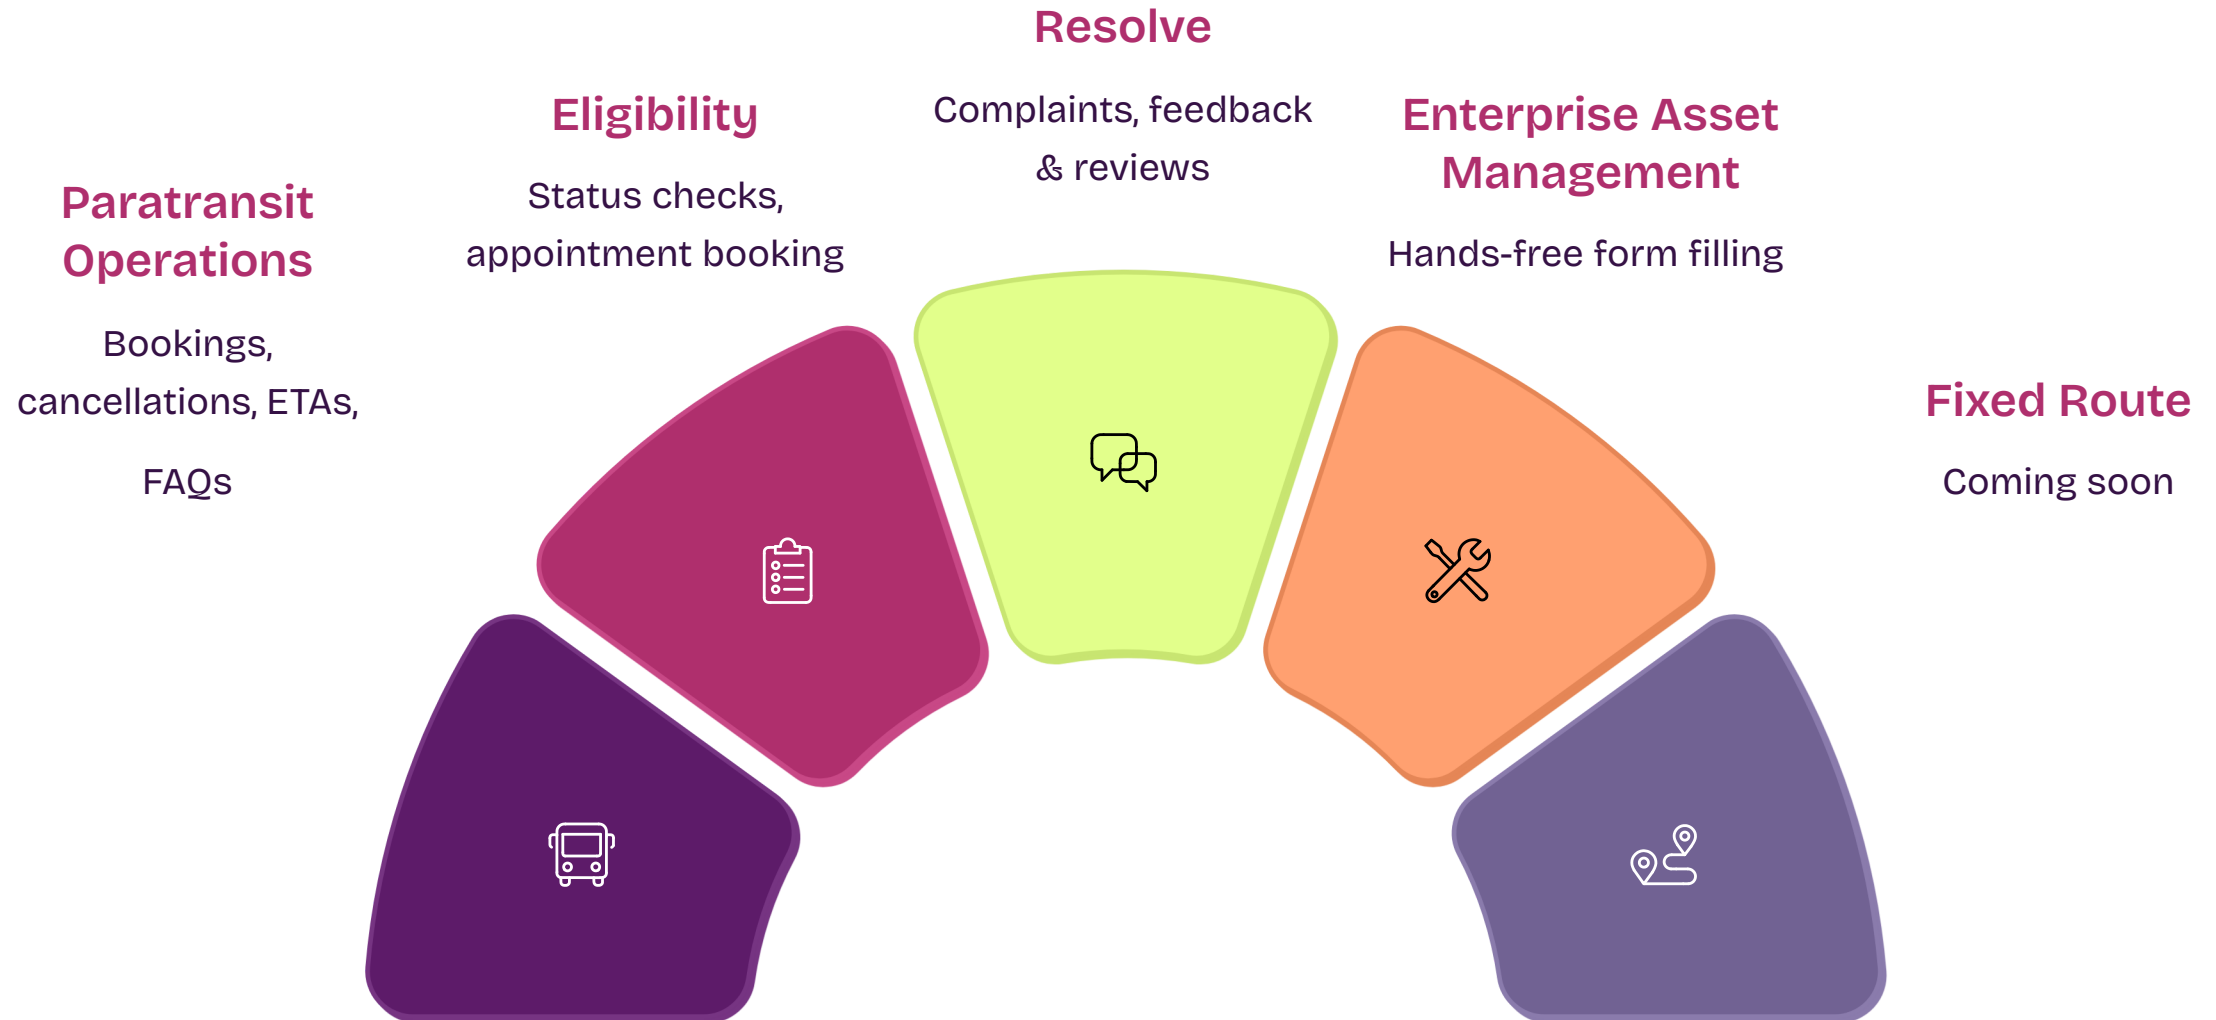 Paratransit
Operations
Bookings,
cancellations, ETAs,
FAQs
Eligibility
Status checks,
appointment booking
Resolve
Complaints, feedback
& reviews
Enterprise Asset
Management
Hands-free form filling
Fixed Route
Coming soon